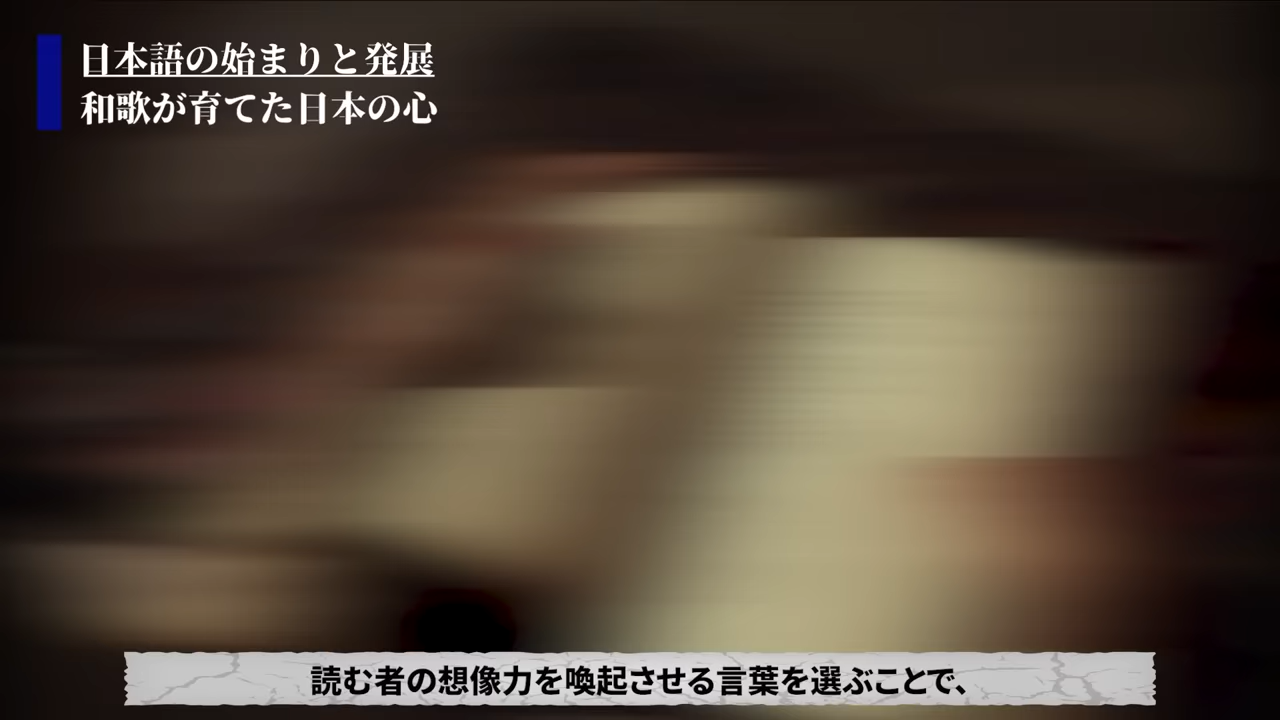 日本語の始まりと発展
和歌が育てた日本の心
読む者の想像力を喚起させる言葉を選ぶことで、